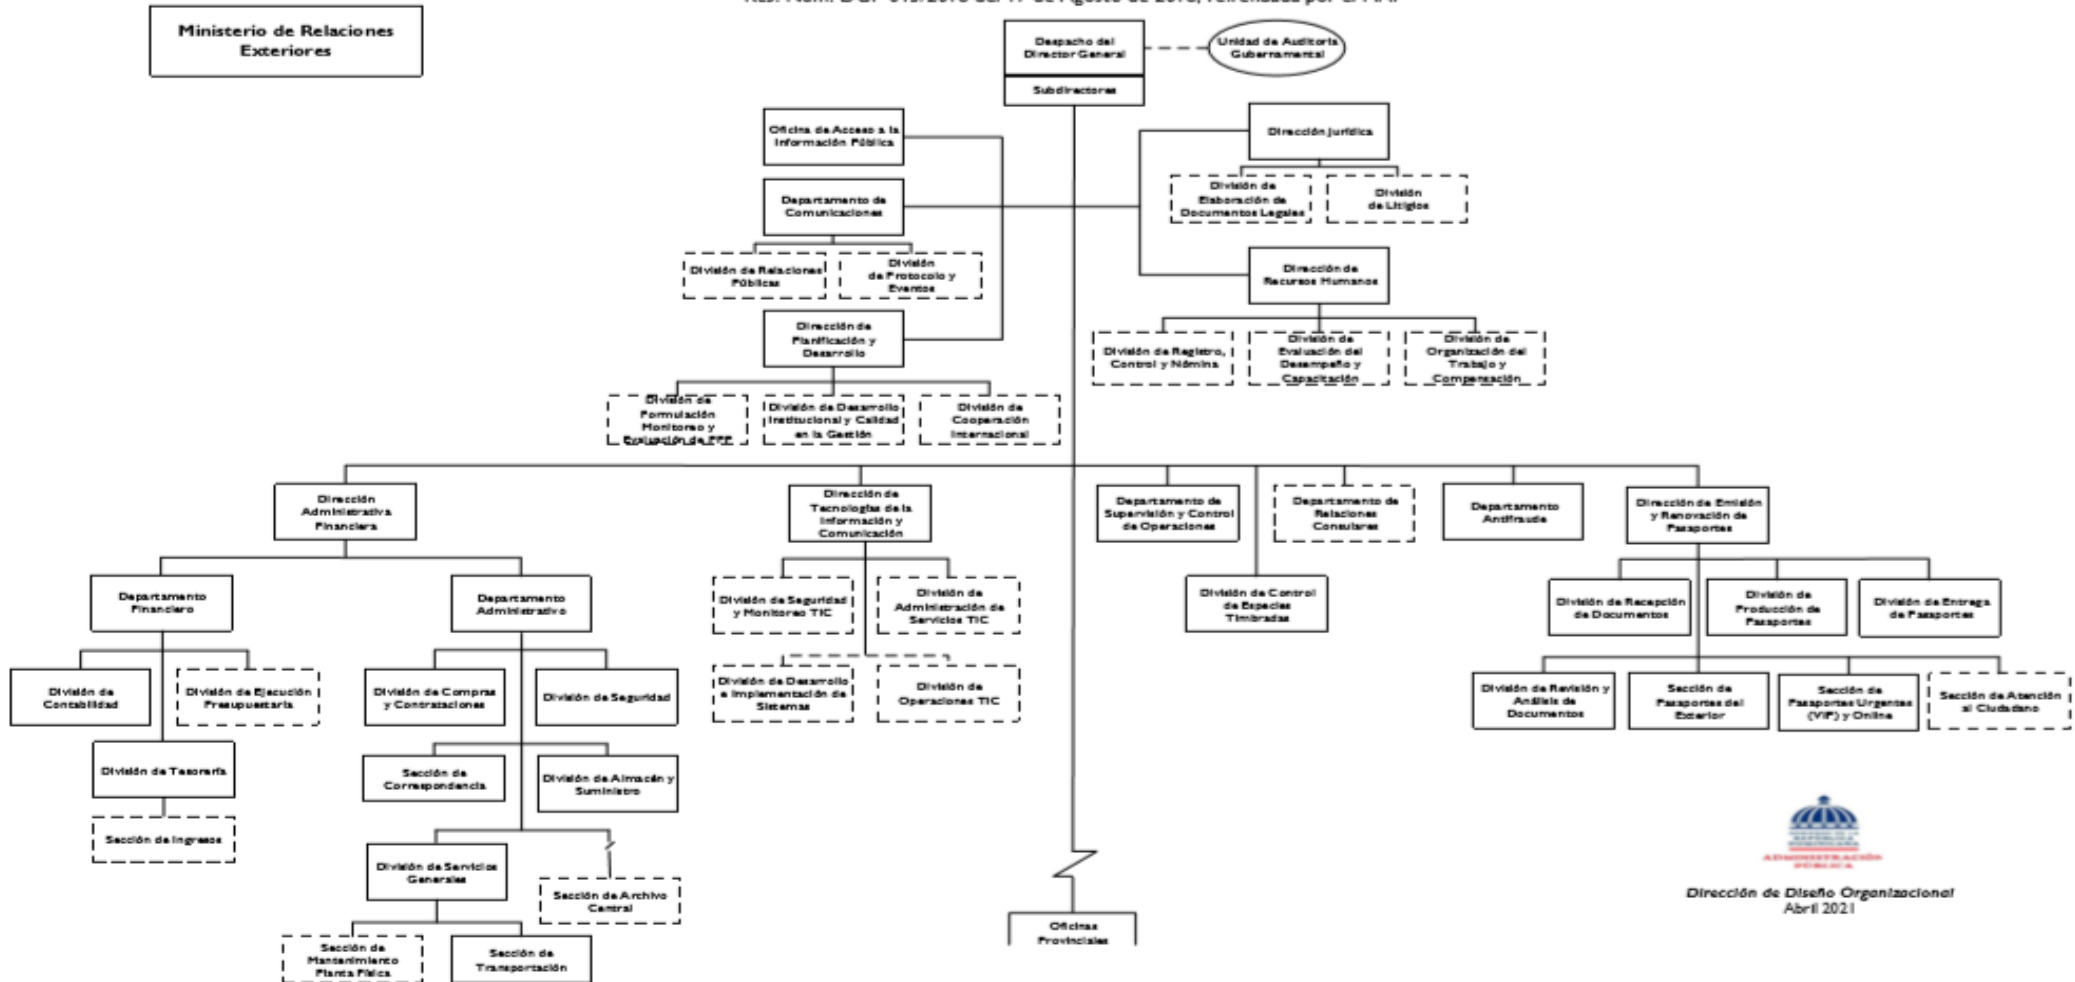 Ministerio de Relaciones
Exteriores
Despacho del
Director General
Subdirectores
Unidad de Auditoría
Gubernamental
Oficina de Acceso a la
Información Pública
Dirección Jurídica
División de
Elaboración de
Documentos Legales
División
de Litigios
Departamento de
Comunicaciones
División de Relaciones
Públicas
División
de Protocolo y
Eventos
Dirección de
Recursos Humanos
Dirección de
Planificación y
Desarrollo
División de Registro,
Control y Nómina
División de
Evaluación del
Desempeño y
Capacitación
División de
Organización del
Trabajo y
Compensación
División de
Formulación
Monitoreo y
Evaluación de PPP
División de Desarrollo
Institucional y Calidad
en la Gestión
División de
Cooperación
Internacional
Dirección
Administrativa
Financiera
Dirección de
Tecnologías de la
Información y
Comunicación
Departamento de
Supervisión y Control
de Operaciones
Departamento de
Relaciones
Consulares
Departamento
Antifraude
Dirección de Emisión
y Renovación de
Pasaportes
Departamento
Financiero
Departamento
Administrativo
División de Seguridad
y Monitoreo TIC
División de
Administración de
Servicios TIC
División de Control
de Especies
Timbradas
División de Recepción
de Documentos
División de
Producción de
Pasaportes
División de Entrega
de Pasaportes
División de
Contabilidad
División de Ejecución
Presupuestaria
División de Compras
y Contrataciones
División de Seguridad
División de Desarrollo
e Implementación de
Sistemas
División de
Operaciones TIC
División de Revisión y
Análisis de
Documentos
Sección de
Pasaportes del
Exterior
Sección de
Pasaportes Urgentes
(VIP) y Online
Sección de Atención
al Ciudadano
División de Tesorería
Sección de
Correspondencia
División de Almacén y
Suministro
Sección de Ingresos
División de Servicios
Generales
Sección de Archivo
Central
Sección de
Mantenimiento
Planta Física
Sección de
Transportación
Oficinas
Provinciales
REPÚBLICA
DOMINICANA
ADMINISTRACIÓN
PÚBLICA
Dirección de Diseño Organizacional
Abril 2021